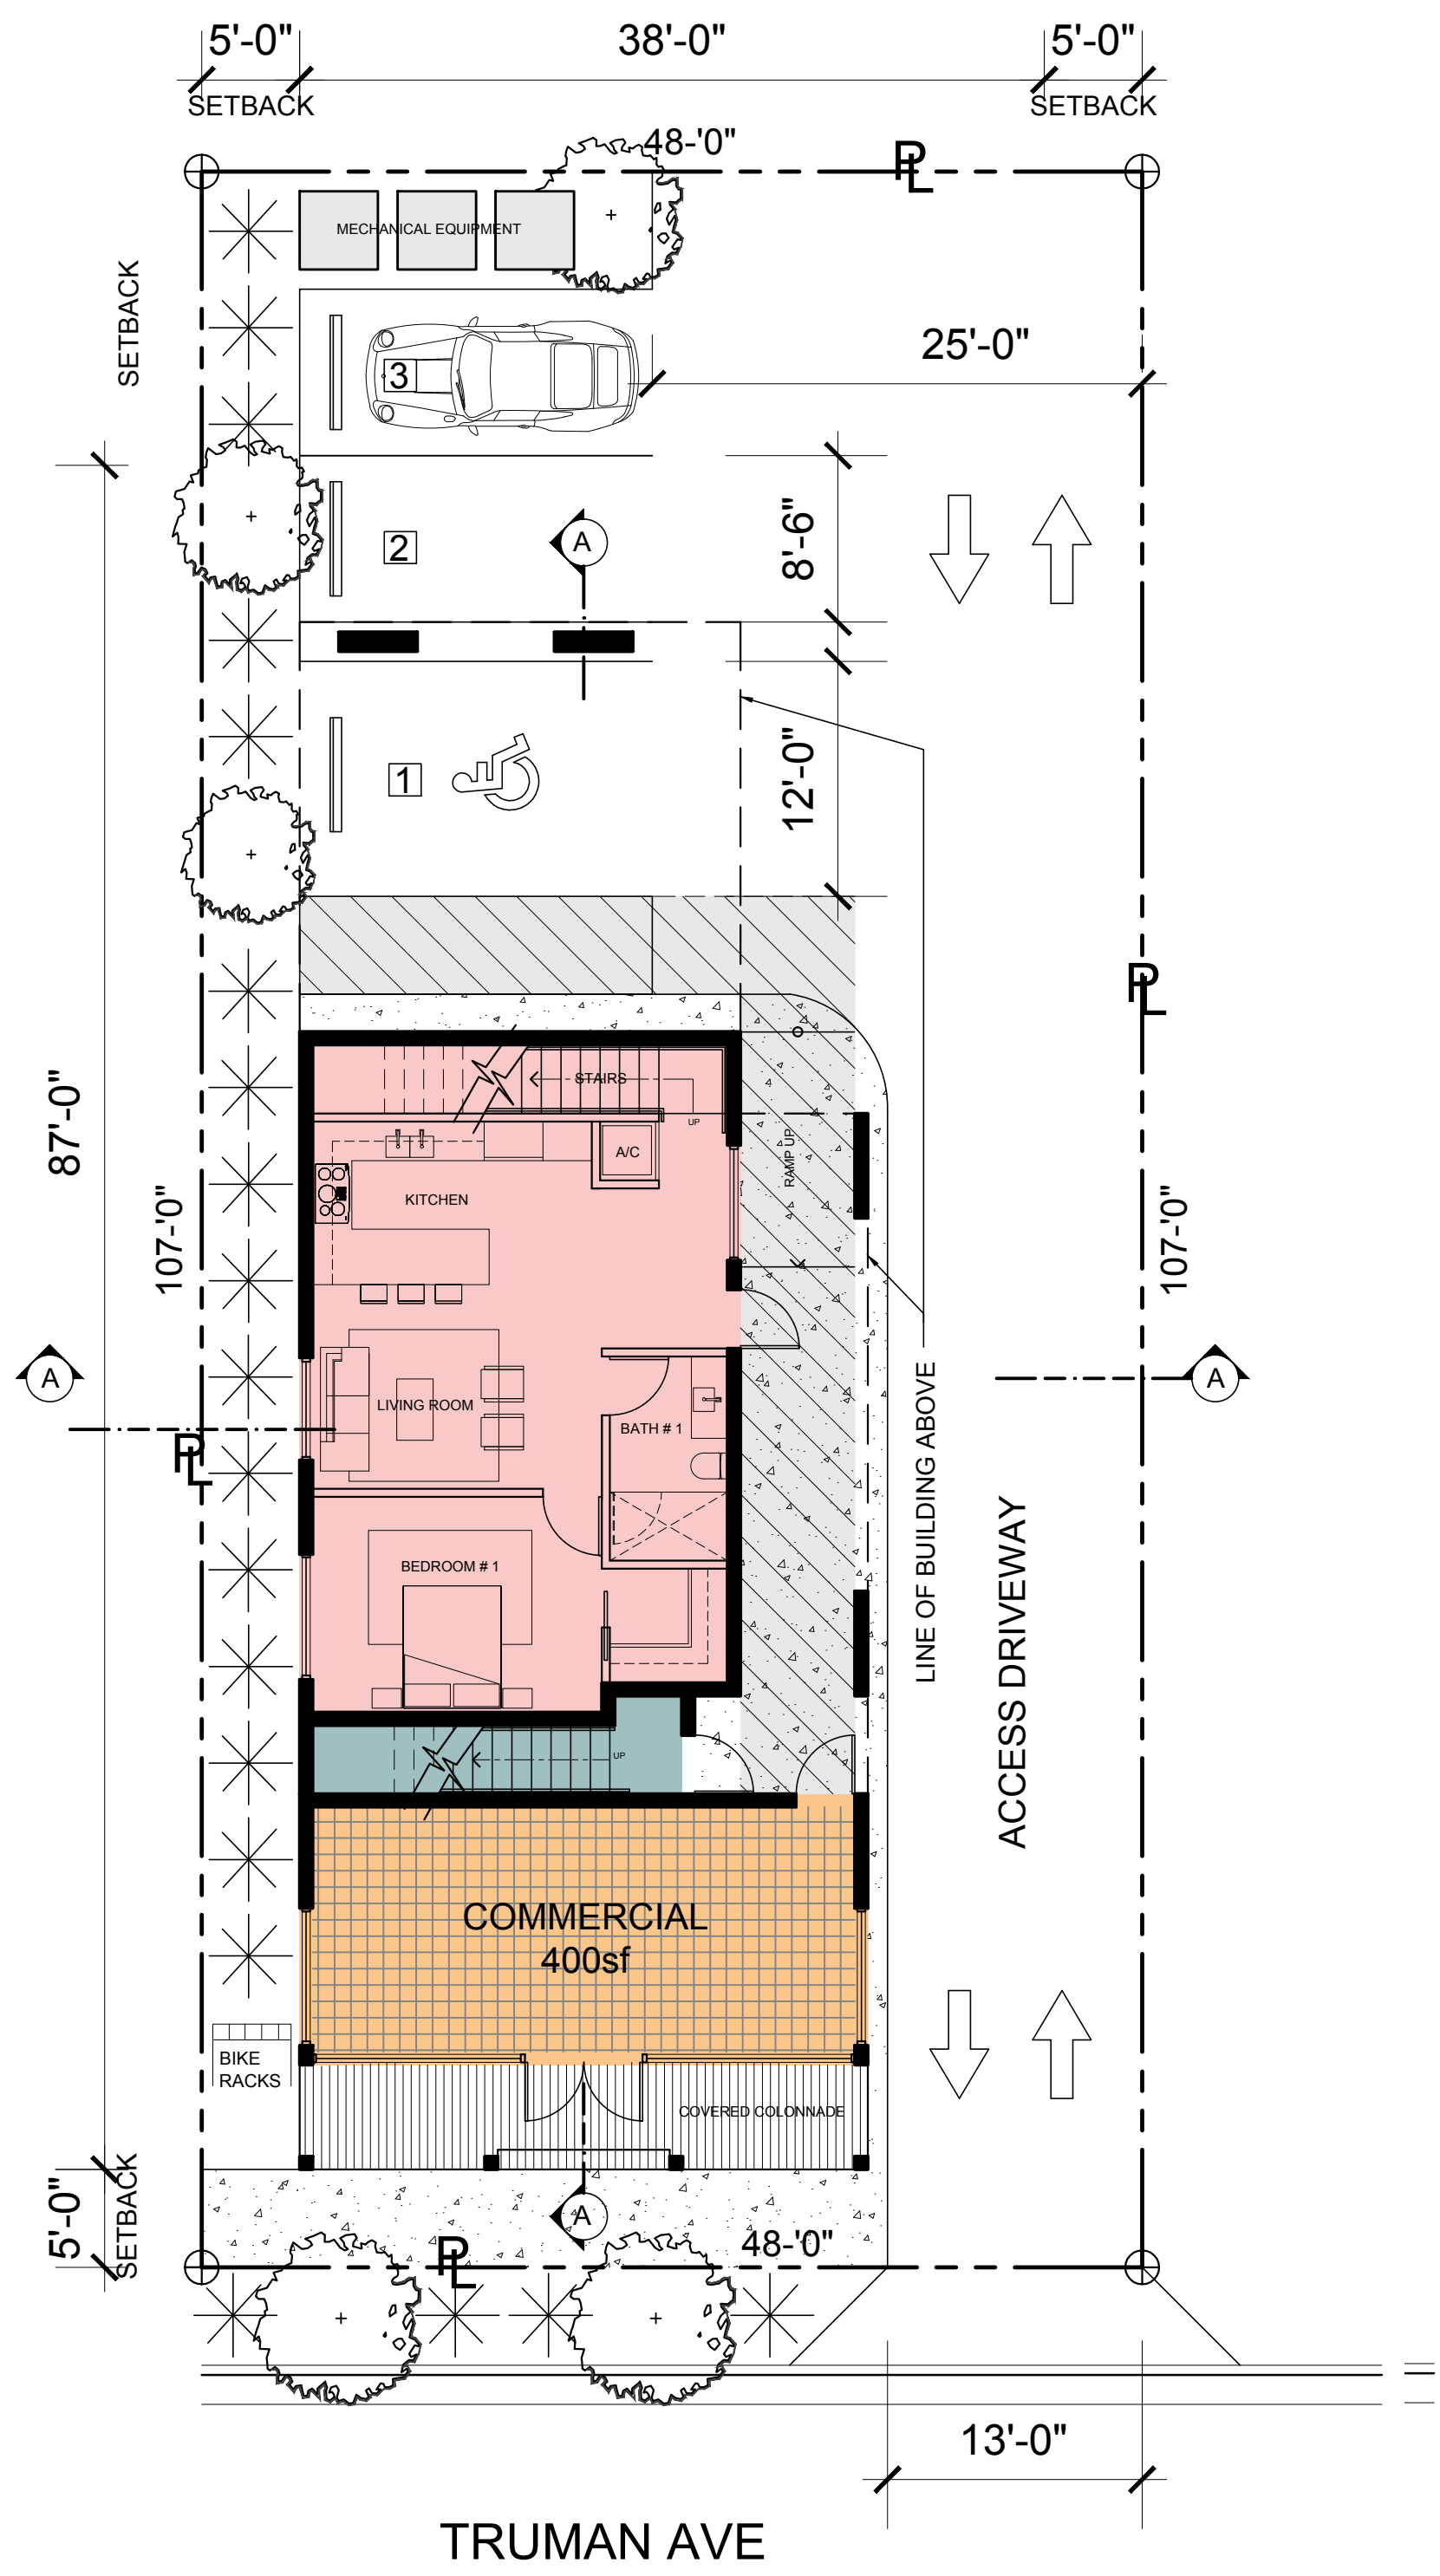 5'-0" 38'-0" 5'-0"
SETBACK SETBACK
48-'0" PL
MECHANICAL EQUIPMENT
SETBACK
25'-0"
3
8'-6"
2 A
12'-0"
1
PL
STAIRS
UP
87'-0"
RAMP UP
A/C
KITCHEN
107-'0" 107-'0"
A A
LIVING ROOM
BATH # 1
PL
LINE OF BUILDING ABOVE
BEDROOM # 1
ACCESS DRIVEWAY
UP
COMMERCIAL
400sf
BIKE
RACKS
COVERED COLONNADE
5'-0"
SETBACK
A
48-'0"
PL
13'-0"
TRUMAN AVE